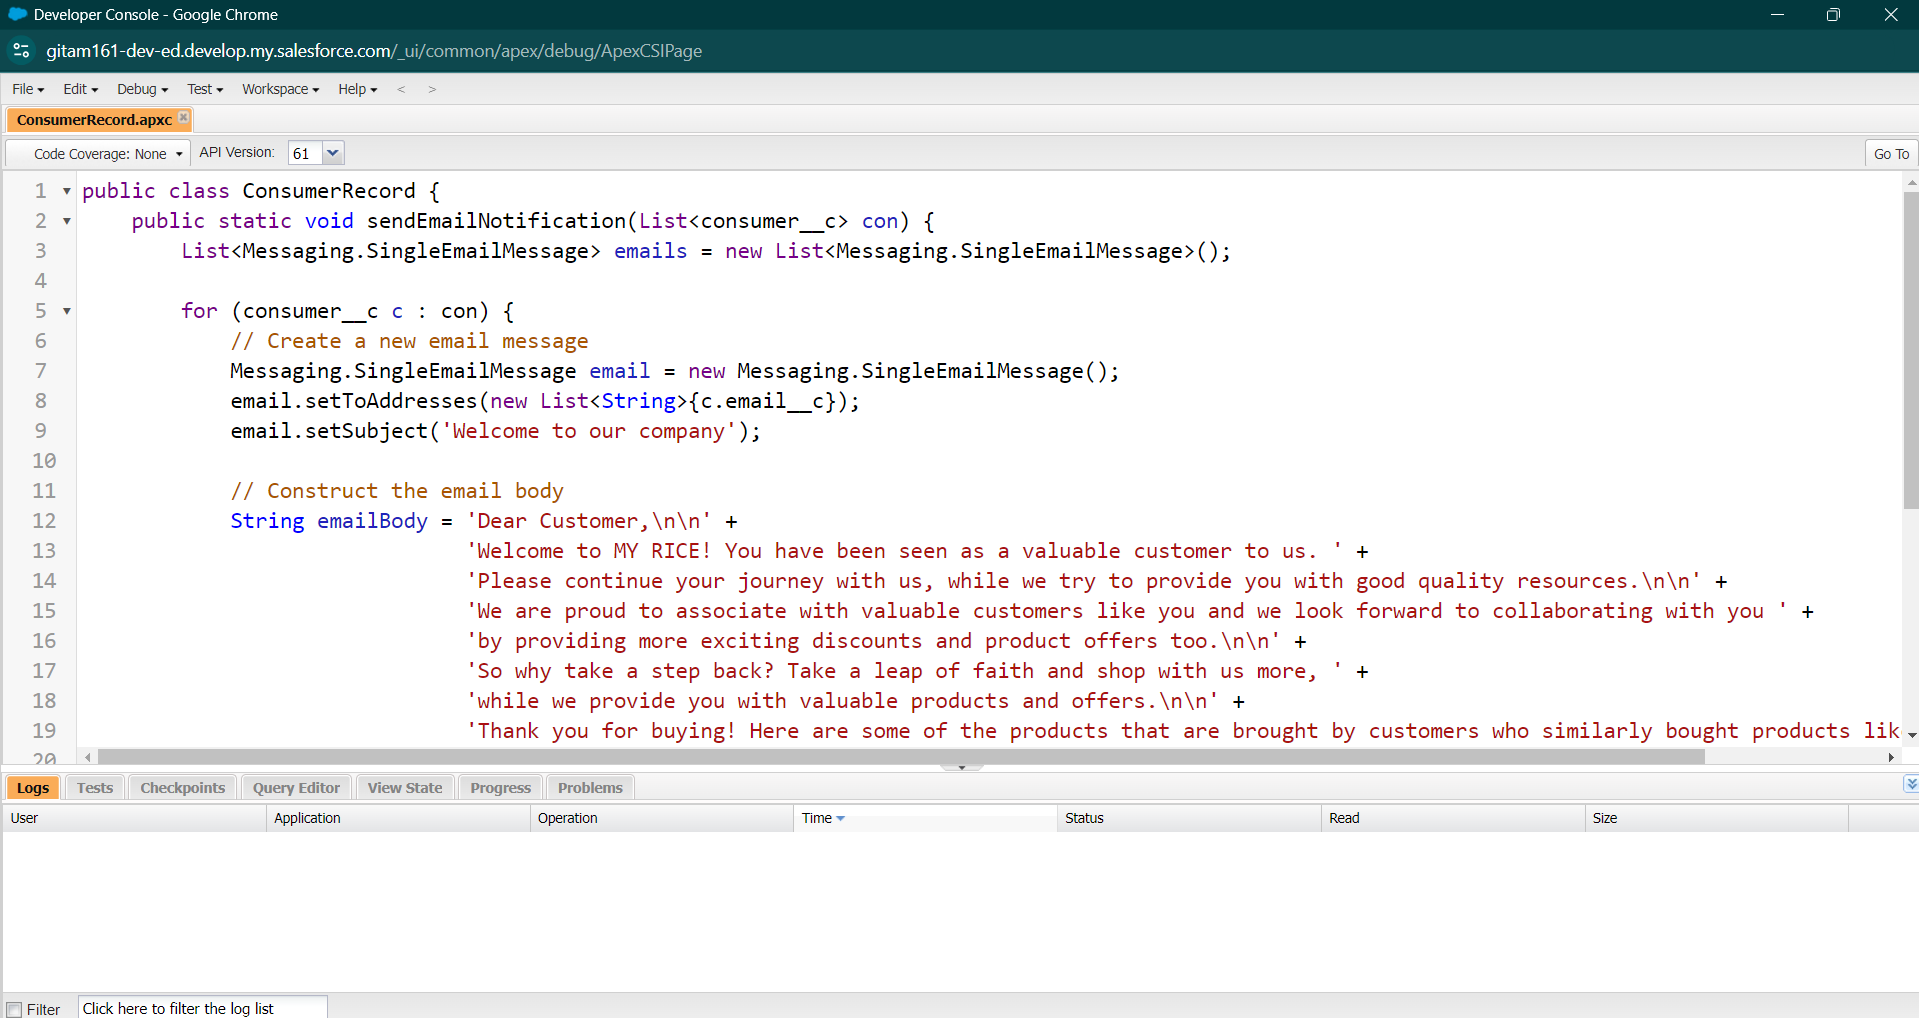 Developer Console - Google Chrome
gitam161-dev-ed.develop.my.salesforce.com/_ui/common/apex/debug/ApexCSIPage
File Edit Debug Test Workspace Help < >
ConsumerRecord.apxc
Code Coverage: None API Version: 61 Go To
1 public class ConsumerRecord {
2 public static void sendEmailNotification(List<consumer__c> con) {
3 List<Messaging.SingleEmailMessage> emails = new List<Messaging.SingleEmailMessage>();
4
5 for (consumer__c c : con) {
6 // Create a new email message
7 Messaging.SingleEmailMessage email = new Messaging.SingleEmailMessage();
8 email.setToAddresses(new List<String>{c.email__c});
9 email.setSubject('Welcome to our company');
10
11 // Construct the email body
12 String emailBody = 'Dear Customer,\n\n' +
13 'Welcome to MY RICE! You have been seen as a valuable customer to us. ' +
14 'Please continue your journey with us, while we try to provide you with good quality resources.\n\n' +
15 'We are proud to associate with valuable customers like you and we look forward to collaborating with you ' +
16 'by providing more exciting discounts and product offers too.\n\n' +
17 'So why take a step back? Take a leap of faith and shop with us more, ' +
18 'while we provide you with valuable products and offers.\n\n' +
19 'Thank you for buying! Here are some of the products that are brought by customers who similarly bought products lik
20
Logs Tests Checkpoints Query Editor View State Progress Problems
User Application Operation Time Status Read Size
Filter Click here to filter the log list